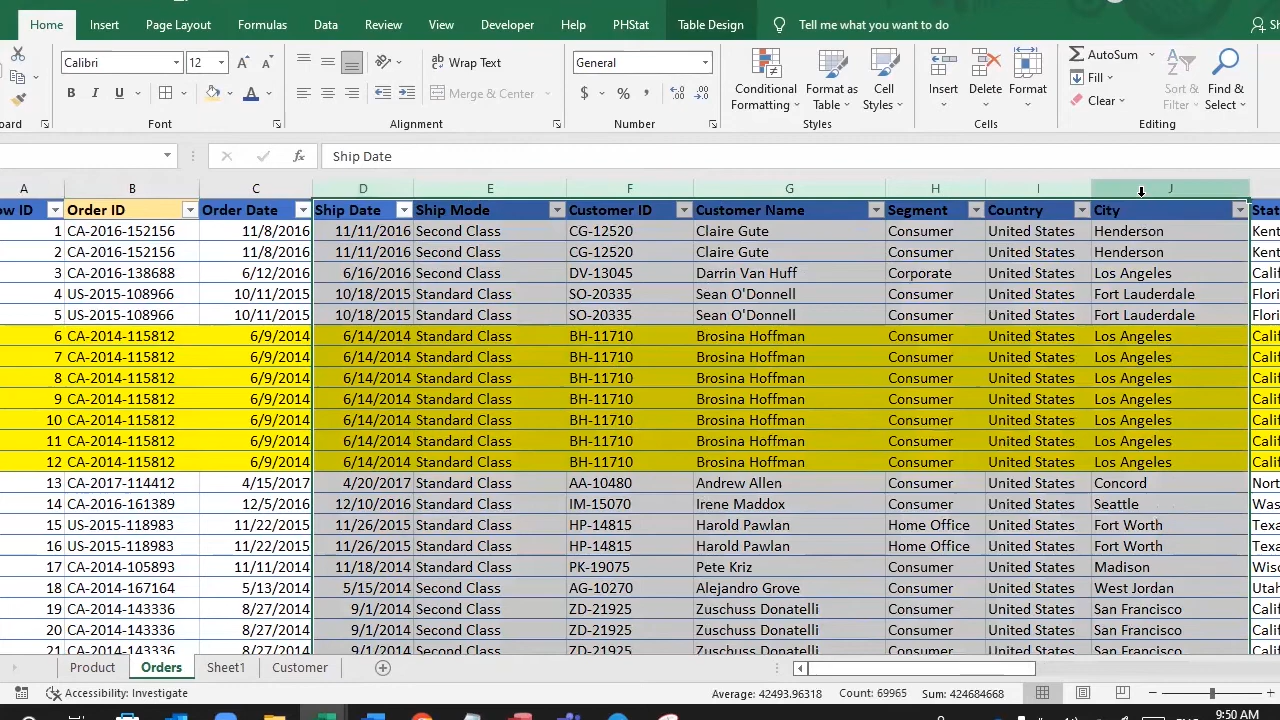 Home Insert Page Layout Formulas Data Review View Developer Help PHStat Table Design Tell me what you want to do
Calibri 12 Wrap Text General Conditional Formatting Format as Table Cell Styles Insert Delete Format AutoSum Fill Clear Sort & Filter Find & Select
B I U Merge & Center $ %
Font Alignment Number Styles Cells Editing
fx Ship Date
A B C D E F G H I J
Order ID Order Date Ship Date Ship Mode Customer ID Customer Name Segment Country City
1 CA-2016-152156 11/8/2016 11/11/2016 Second Class CG-12520 Claire Gute Consumer United States Henderson
2 CA-2016-152156 11/8/2016 11/11/2016 Second Class CG-12520 Claire Gute Consumer United States Henderson
3 CA-2016-138688 6/12/2016 6/16/2016 Second Class DV-13045 Darrin Van Huff Corporate United States Los Angeles
4 US-2015-108966 10/11/2015 10/18/2015 Standard Class SO-20335 Sean O'Donnell Consumer United States Fort Lauderdale
5 US-2015-108966 10/11/2015 10/18/2015 Standard Class SO-20335 Sean O'Donnell Consumer United States Fort Lauderdale
6 CA-2014-115812 6/9/2014 6/14/2014 Standard Class BH-11710 Brosina Hoffman Consumer United States Los Angeles
7 CA-2014-115812 6/9/2014 6/14/2014 Standard Class BH-11710 Brosina Hoffman Consumer United States Los Angeles
8 CA-2014-115812 6/9/2014 6/14/2014 Standard Class BH-11710 Brosina Hoffman Consumer United States Los Angeles
9 CA-2014-115812 6/9/2014 6/14/2014 Standard Class BH-11710 Brosina Hoffman Consumer United States Los Angeles
10 CA-2014-115812 6/9/2014 6/14/2014 Standard Class BH-11710 Brosina Hoffman Consumer United States Los Angeles
11 CA-2014-115812 6/9/2014 6/14/2014 Standard Class BH-11710 Brosina Hoffman Consumer United States Los Angeles
12 CA-2014-115812 6/9/2014 6/14/2014 Standard Class BH-11710 Brosina Hoffman Consumer United States Los Angeles
13 CA-2017-114412 4/15/2017 4/20/2017 Standard Class AA-10480 Andrew Allen Consumer United States Concord
14 CA-2016-161389 12/5/2016 12/10/2016 Standard Class IM-15070 Irene Maddox Consumer United States Seattle
15 US-2015-118983 11/22/2015 11/26/2015 Standard Class HP-14815 Harold Pawlan Home Office United States Fort Worth
16 US-2015-118983 11/22/2015 11/26/2015 Standard Class HP-14815 Harold Pawlan Home Office United States Fort Worth
17 CA-2014-105893 11/11/2014 11/18/2014 Standard Class PK-19075 Pete Kriz Consumer United States Madison
18 CA-2014-167164 5/13/2014 5/15/2014 Second Class AG-10270 Alejandro Grove Consumer United States West Jordan
19 CA-2014-143336 8/27/2014 9/1/2014 Second Class ZD-21925 Zuschuss Donatelli Consumer United States San Francisco
20 CA-2014-143336 8/27/2014 9/1/2014 Second Class ZD-21925 Zuschuss Donatelli Consumer United States San Francisco
21 CA-2014-143336 8/27/2014 9/1/2014 Second Class ZD-21925 Zuschuss Donatelli Consumer United States San Francisco
Product Orders Sheet1 Customer
Accessibility: Investigate Average: 42493.96318 Count: 69965 Sum: 424684668
9:50 AM